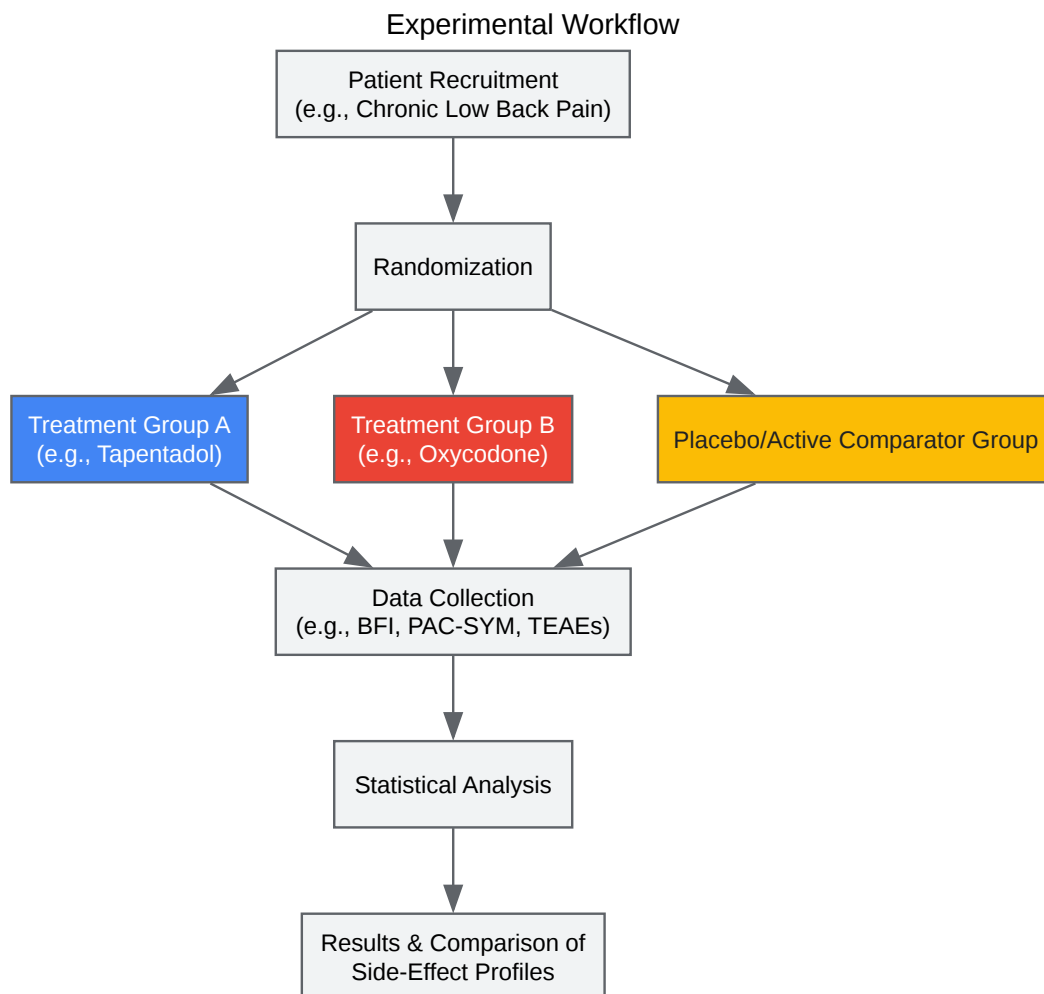 Experimental Workflow
Patient Recruitment
(e.g., Chronic Low Back Pain)
Randomization
Treatment Group A
(e.g., Tapentadol)
Treatment Group B
(e.g., Oxycodone)
Placebo/Active Comparator Group
Data Collection
(e.g., BFI, PAC-SYM, TEAEs)
Statistical Analysis
Results & Comparison of
Side-Effect Profiles